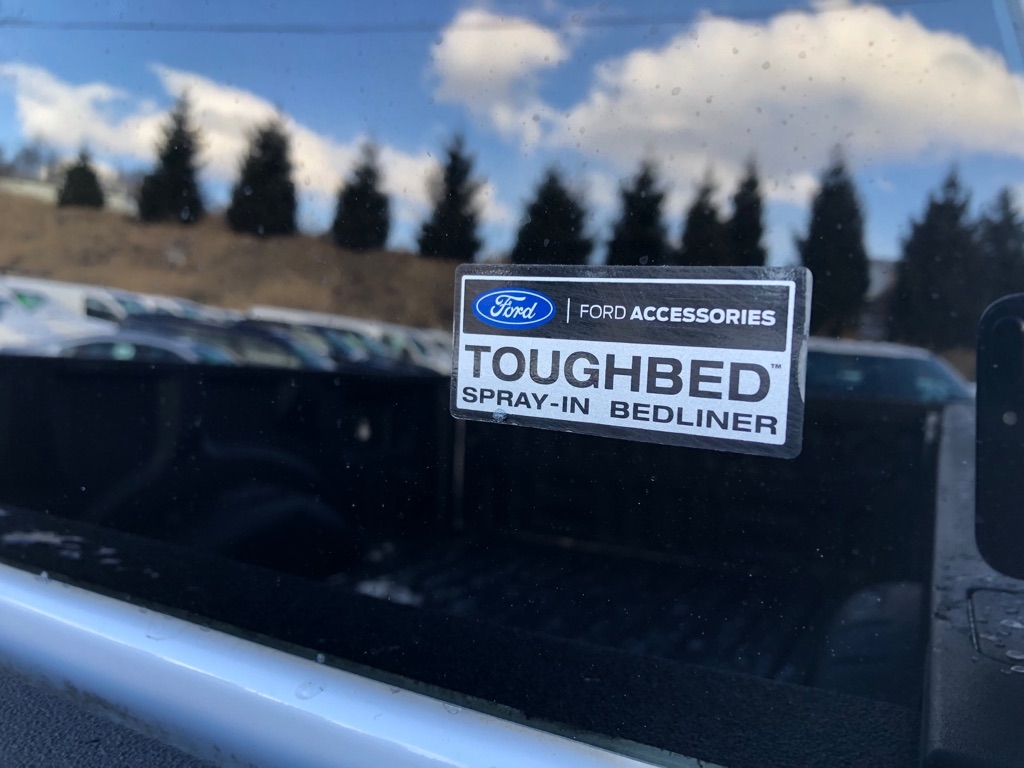 Ford | FORD ACCESSORIES
TOUGHBED™
SPRAY-IN BEDLINER